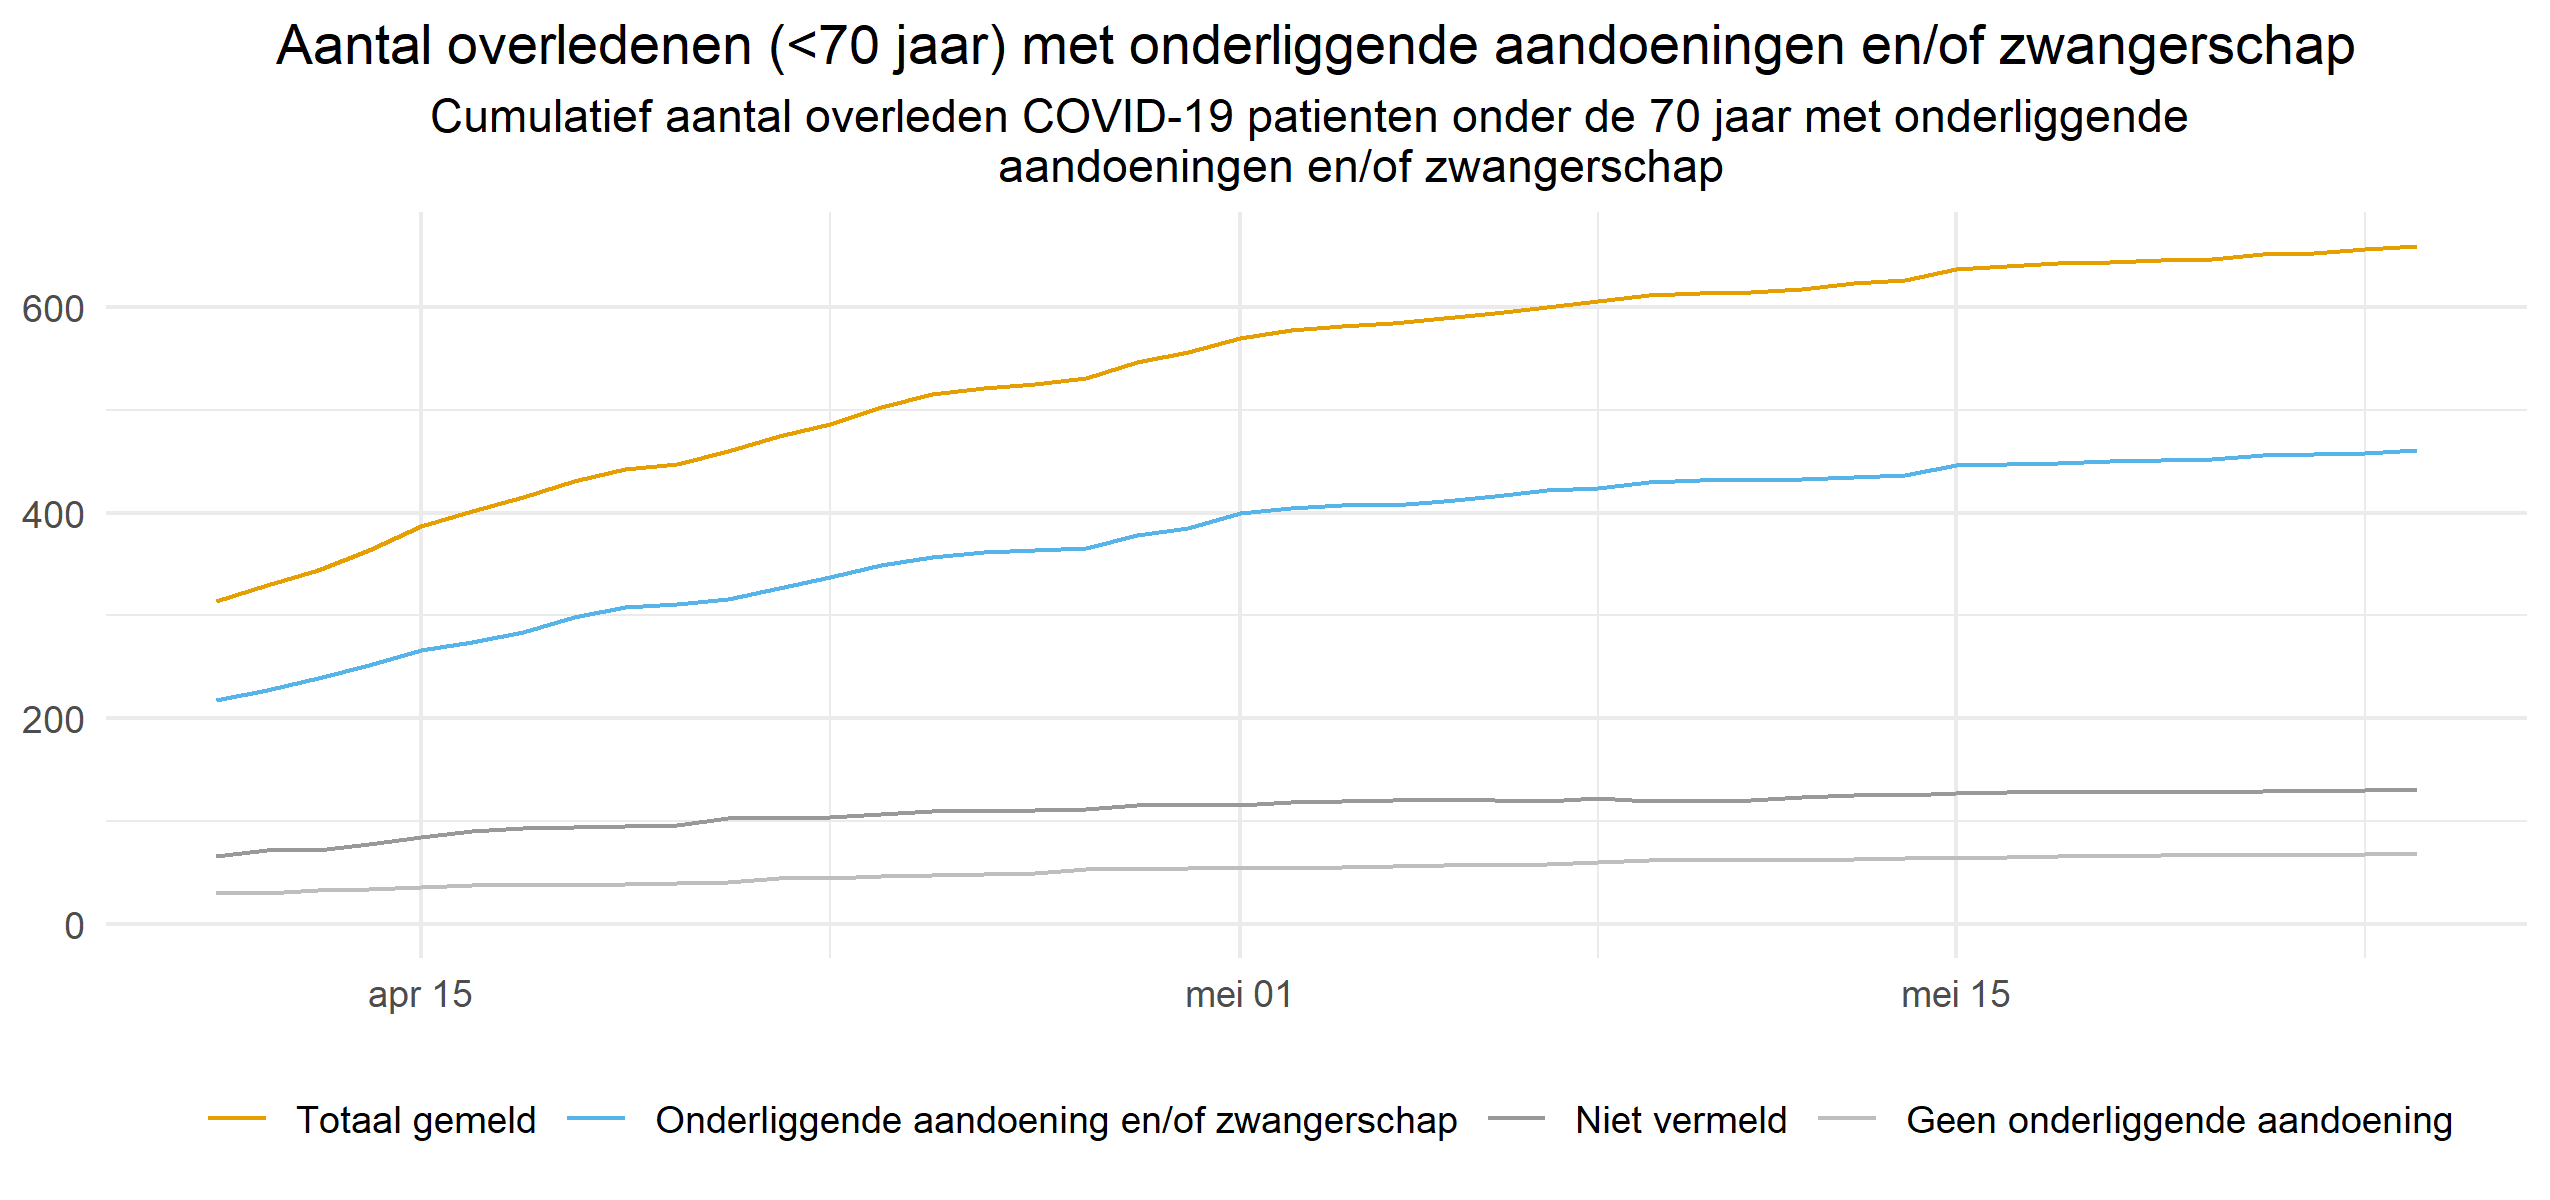 Aantal overledenen (<70 jaar) met onderliggende aandoeningen en/of zwangerschap
Cumulatief aantal overleden COVID-19 patienten onder de 70 jaar met onderliggende
aandoeningen en/of zwangerschap
600
400
200
0
apr 15 mei 01 mei 15
Totaal gemeld Onderliggende aandoening en/of zwangerschap Niet vermeld Geen onderliggende aandoening